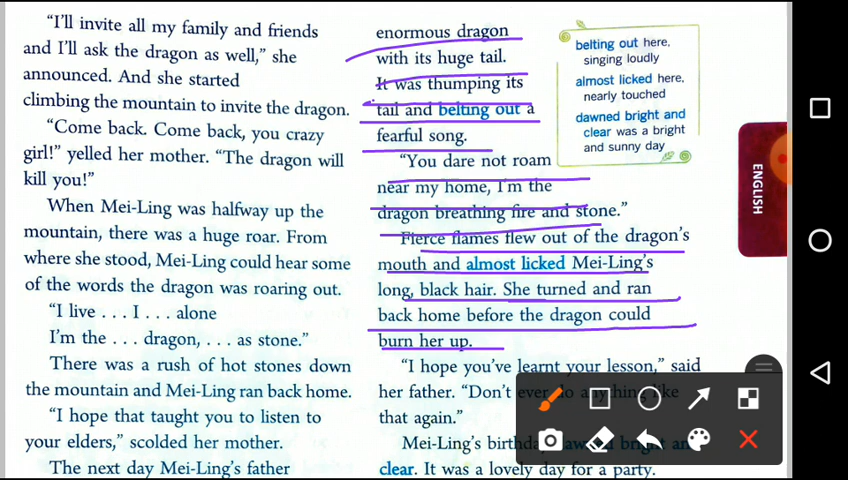 "I'll invite all my family and friends
and I'll ask the dragon as well," she
announced. And she started
climbing the mountain to invite the dragon.
"Come back. Come back, you crazy
girl!" yelled her mother. "The dragon will
kill you!"
When Mei-Ling was halfway up the
mountain, there was a huge roar. From
where she stood, Mei-Ling could hear some
of the words the dragon was roaring out.
"I live . . . I . . . alone
I'm the . . . dragon, . . . as stone."
There was a rush of hot stones down
the mountain and Mei-Ling ran back home.
"I hope that taught you to listen to
your elders," scolded her mother.
The next day Mei-Ling's father
enormous dragon
with its huge tail.
It was thumping its
tail and belting out a
fearful song.
"You dare not roam
near my home, I'm the
dragon breathing fire and stone."
Fierce flames flew out of the dragon's
mouth and almost licked Mei-Ling's
long, black hair. She turned and ran
back home before the dragon could
burn her up.
"I hope you've learnt your lesson," said
her father. "Don't ever do anything like
that again."
Mei-Ling's birthday dawned bright and
clear. It was a lovely day for a party.
belting out here,
singing loudly
almost licked here,
nearly touched
dawned bright and
clear was a bright
and sunny day
ENGLISH